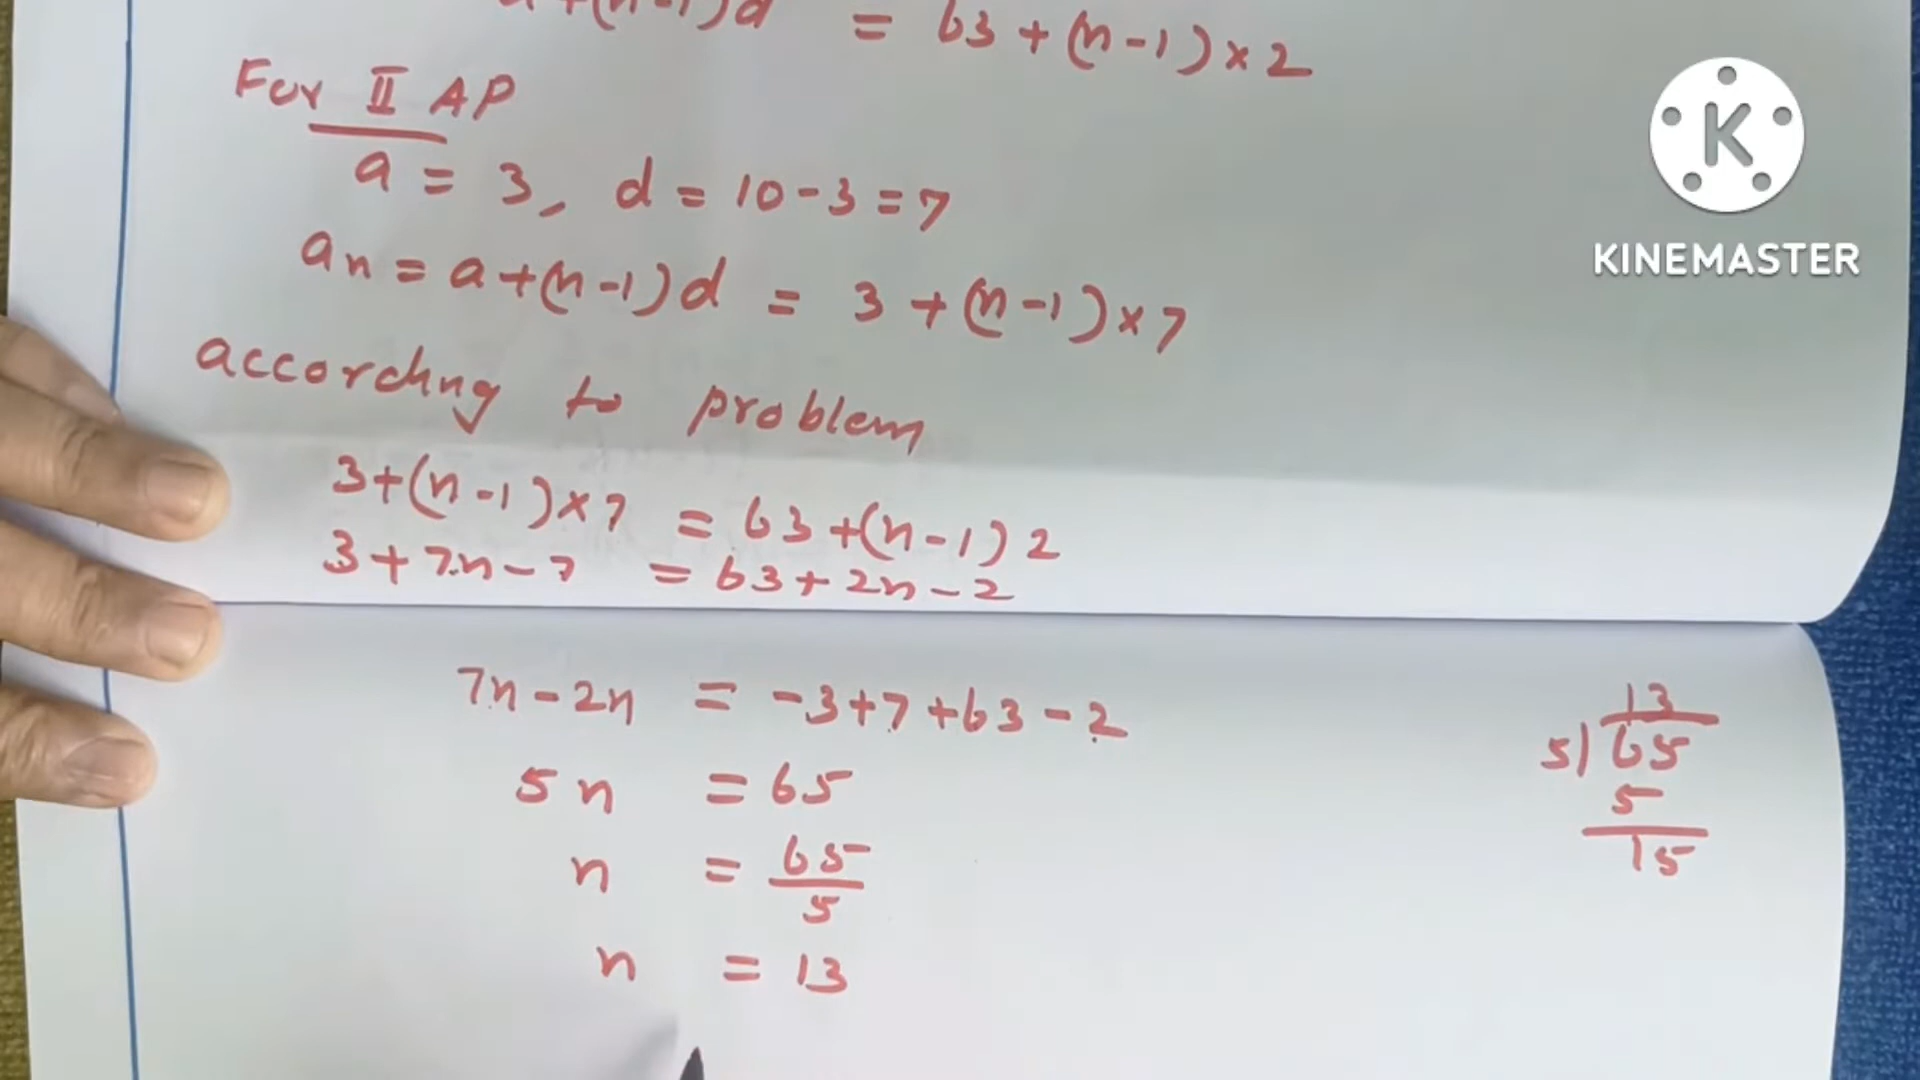 a+(n-1)d = 63+(n-1)×2
For II AP
a = 3, d = 10-3=7
an = a+(n-1)d = 3+(n-1)×7
according to problem
3+(n-1)×7 = 63+(n-1)2
3+7n-7 = 63+2n-2
7n-2n = -3+7+63-2
5n = 65
n = 65/5
n = 13
13
5)65
5
15
K
KINEMASTER